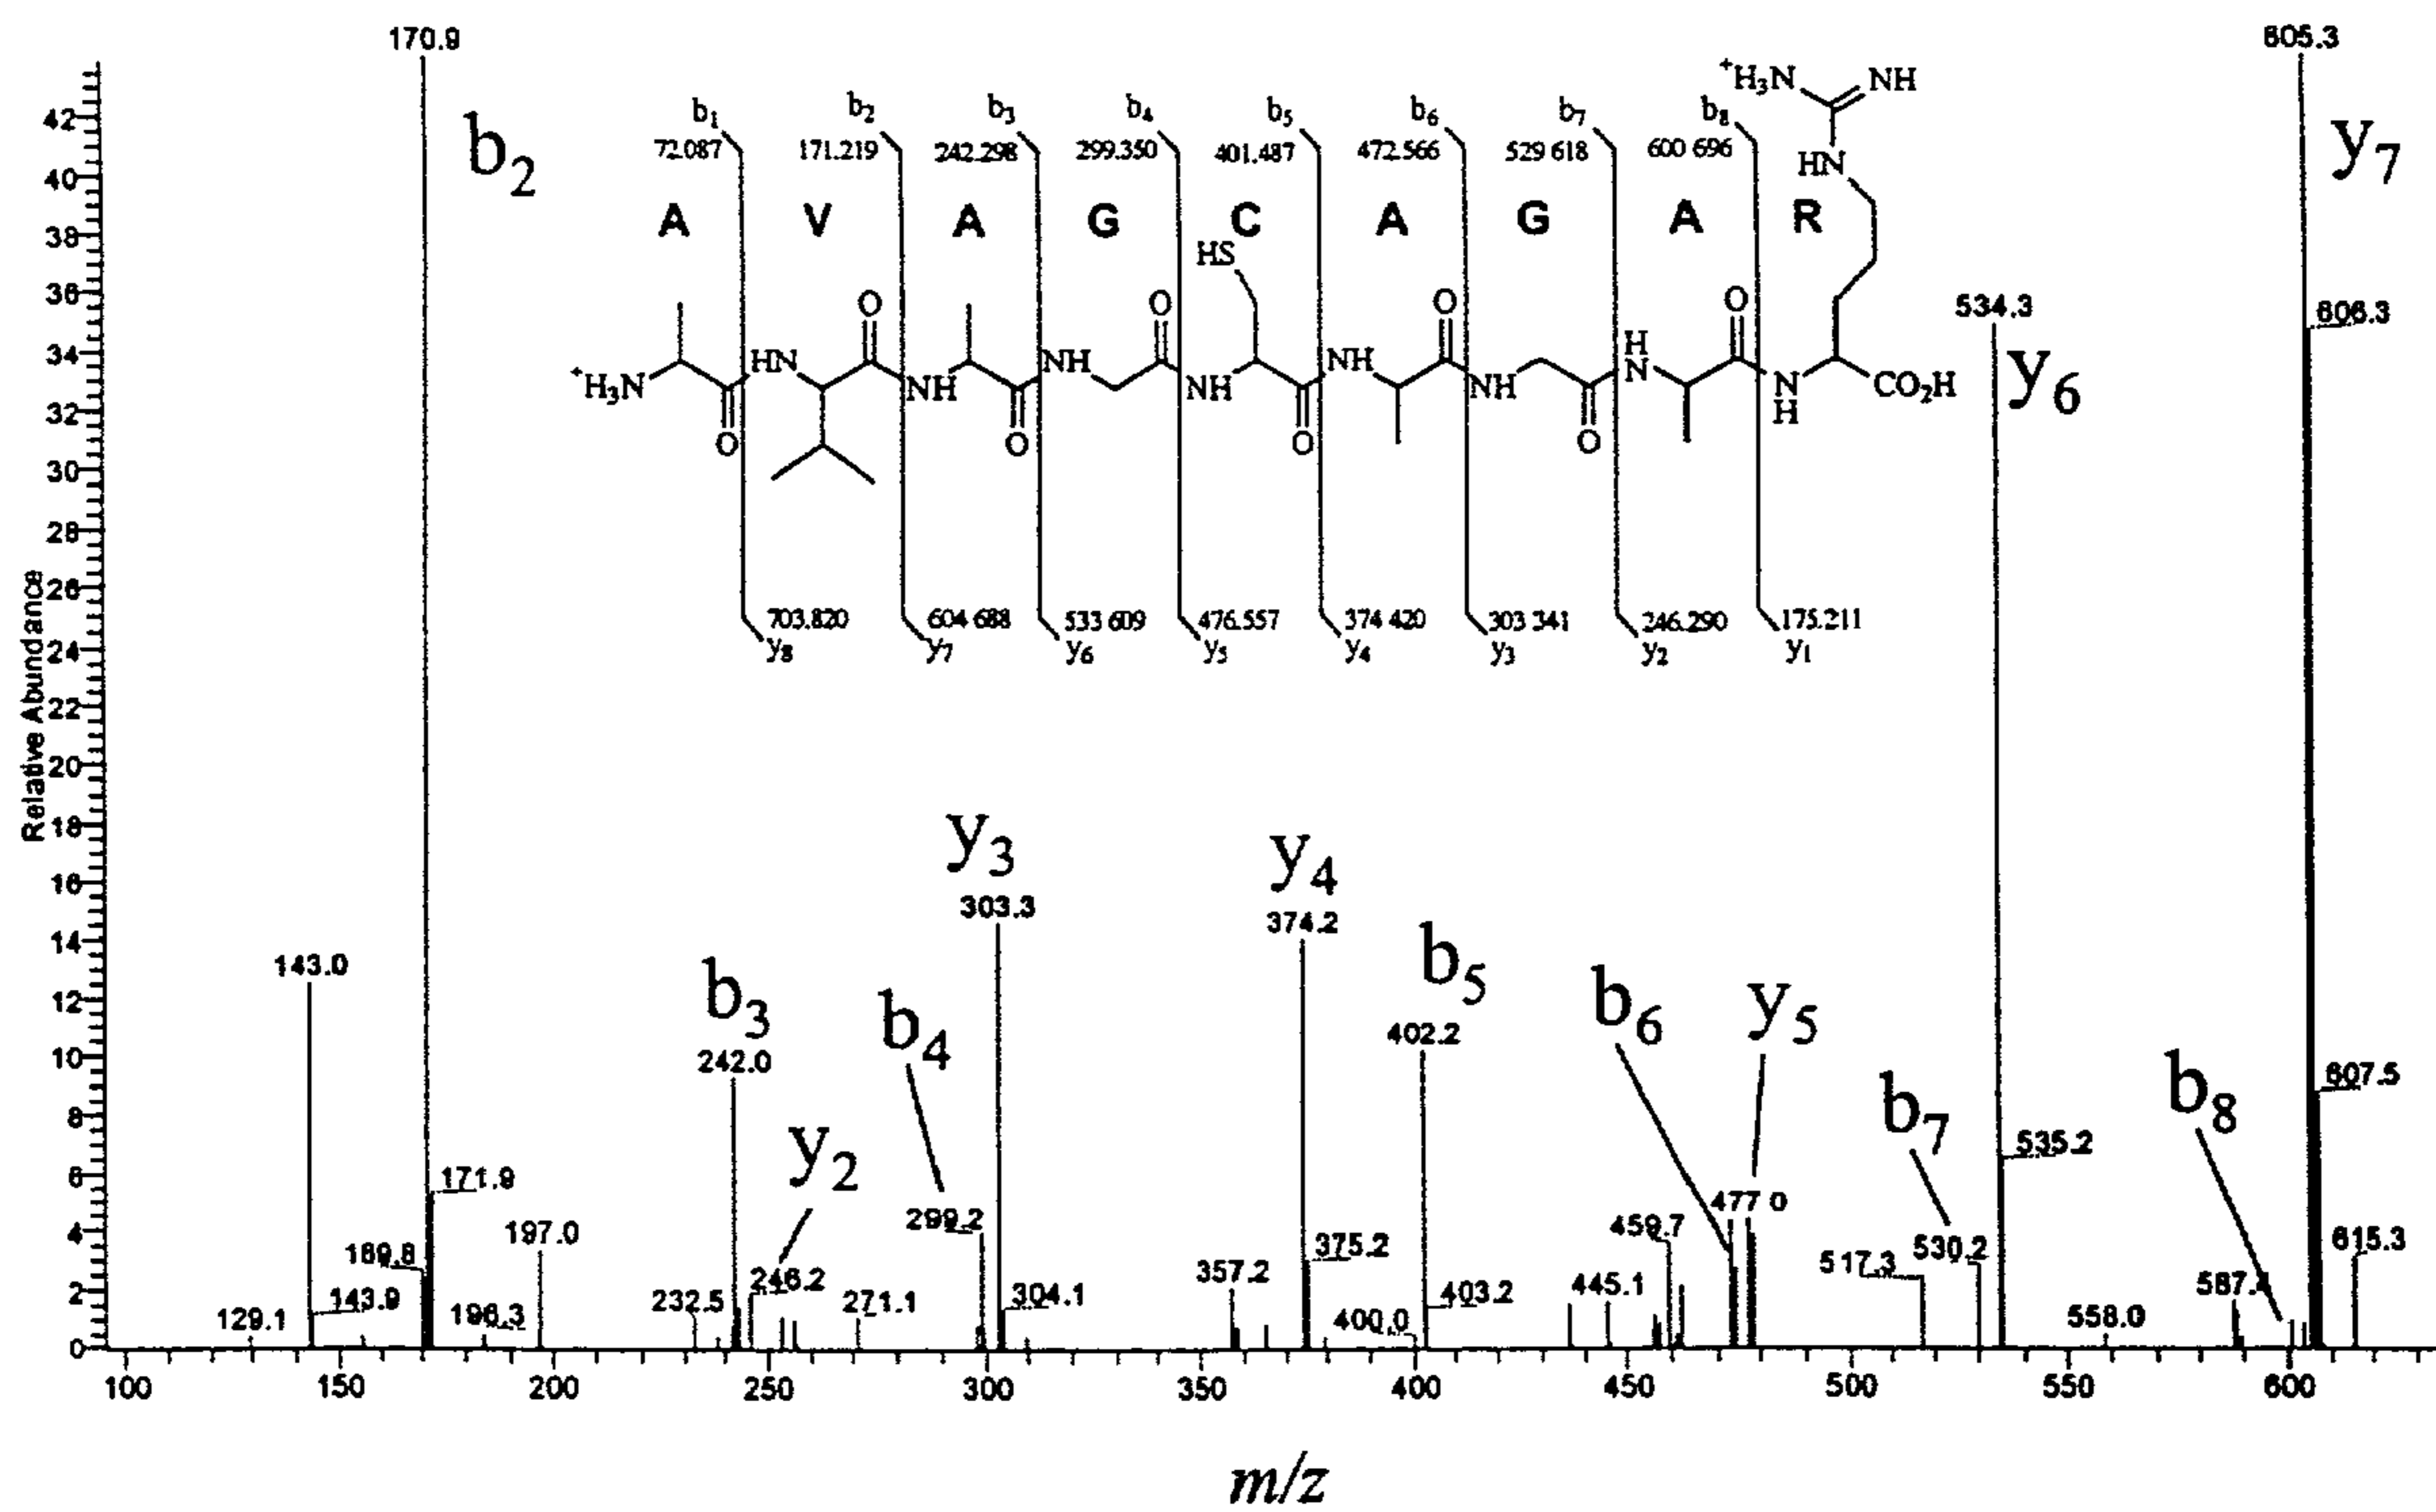 170.9
605.3
b2
y7
b1 b2 b3 b4 b5 b6 b7 b8
72.087 171.219 242.298 299.350 401.487 472.566 529 618 600 696
A V A G C A G A R
+H3N NH
HN
HS
O O O O
+H3N HN NH NH NH NH NH H N N H CO2H
O O O O
703.820 604 688 533 609 476.557 374 420 303 341 246.290 175.211
y8 y7 y6 y5 y4 y3 y2 y1
534.3
y6
606.3
Relative Abundance
42
40
38
36
34
32
30
28
26
24
22
20
18
16
14
12
10
8
6
4
2
0
129.1
143.0
143.9
169.8
171.9
196.3
197.0
232.5
b3
242.0
y2
246.2
271.1
b4
299.2
y3
303.3
304.1
357.2
y4
374.2
375.2
400.0
b5
402.2
403.2
445.1
459.7
b6
y5
477 0
517.3
b7
530.2
535.2
558.0
b8
607.5
615.3
100 150 200 250 300 350 400 450 500 550 600
m/z